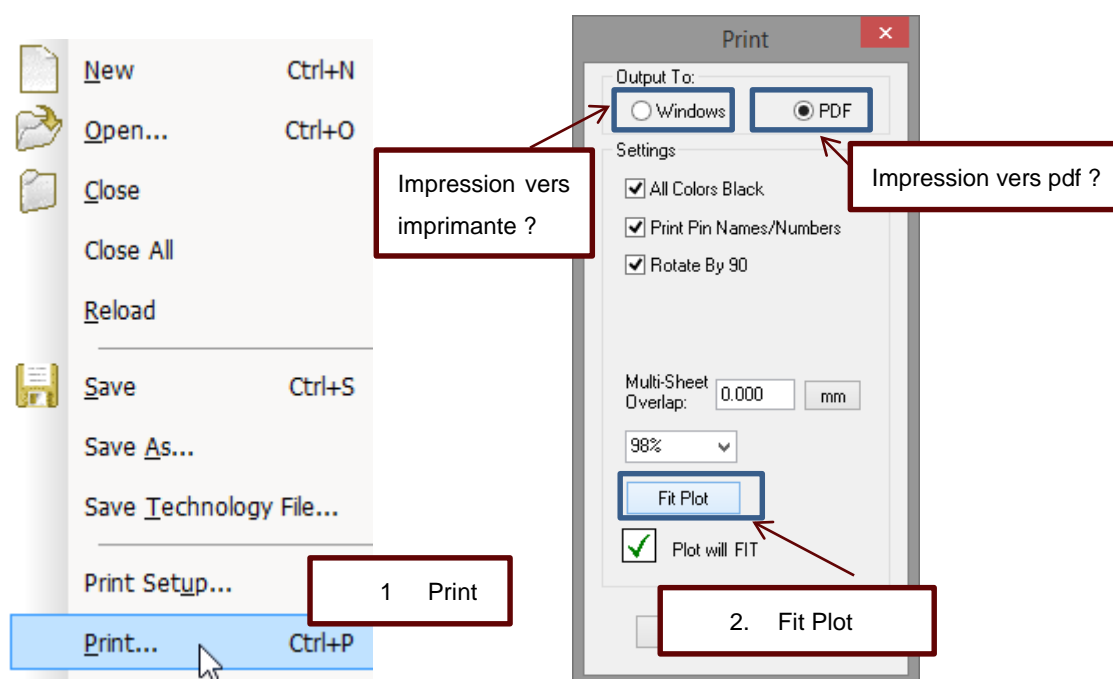 New Ctrl+N
Open... Ctrl+O
Close
Close All
Reload
Save Ctrl+S
Save As...
Save Technology File...
Print Setup...
Print... Ctrl+P
1 Print
Print
Output To:
Windows PDF
Impression vers
imprimante ?
Impression vers pdf ?
Settings
All Colors Black
Print Pin Names/Numbers
Rotate By 90
Multi-Sheet
Overlap: 0.000 mm
98%
Fit Plot
Plot will FIT
2. Fit Plot